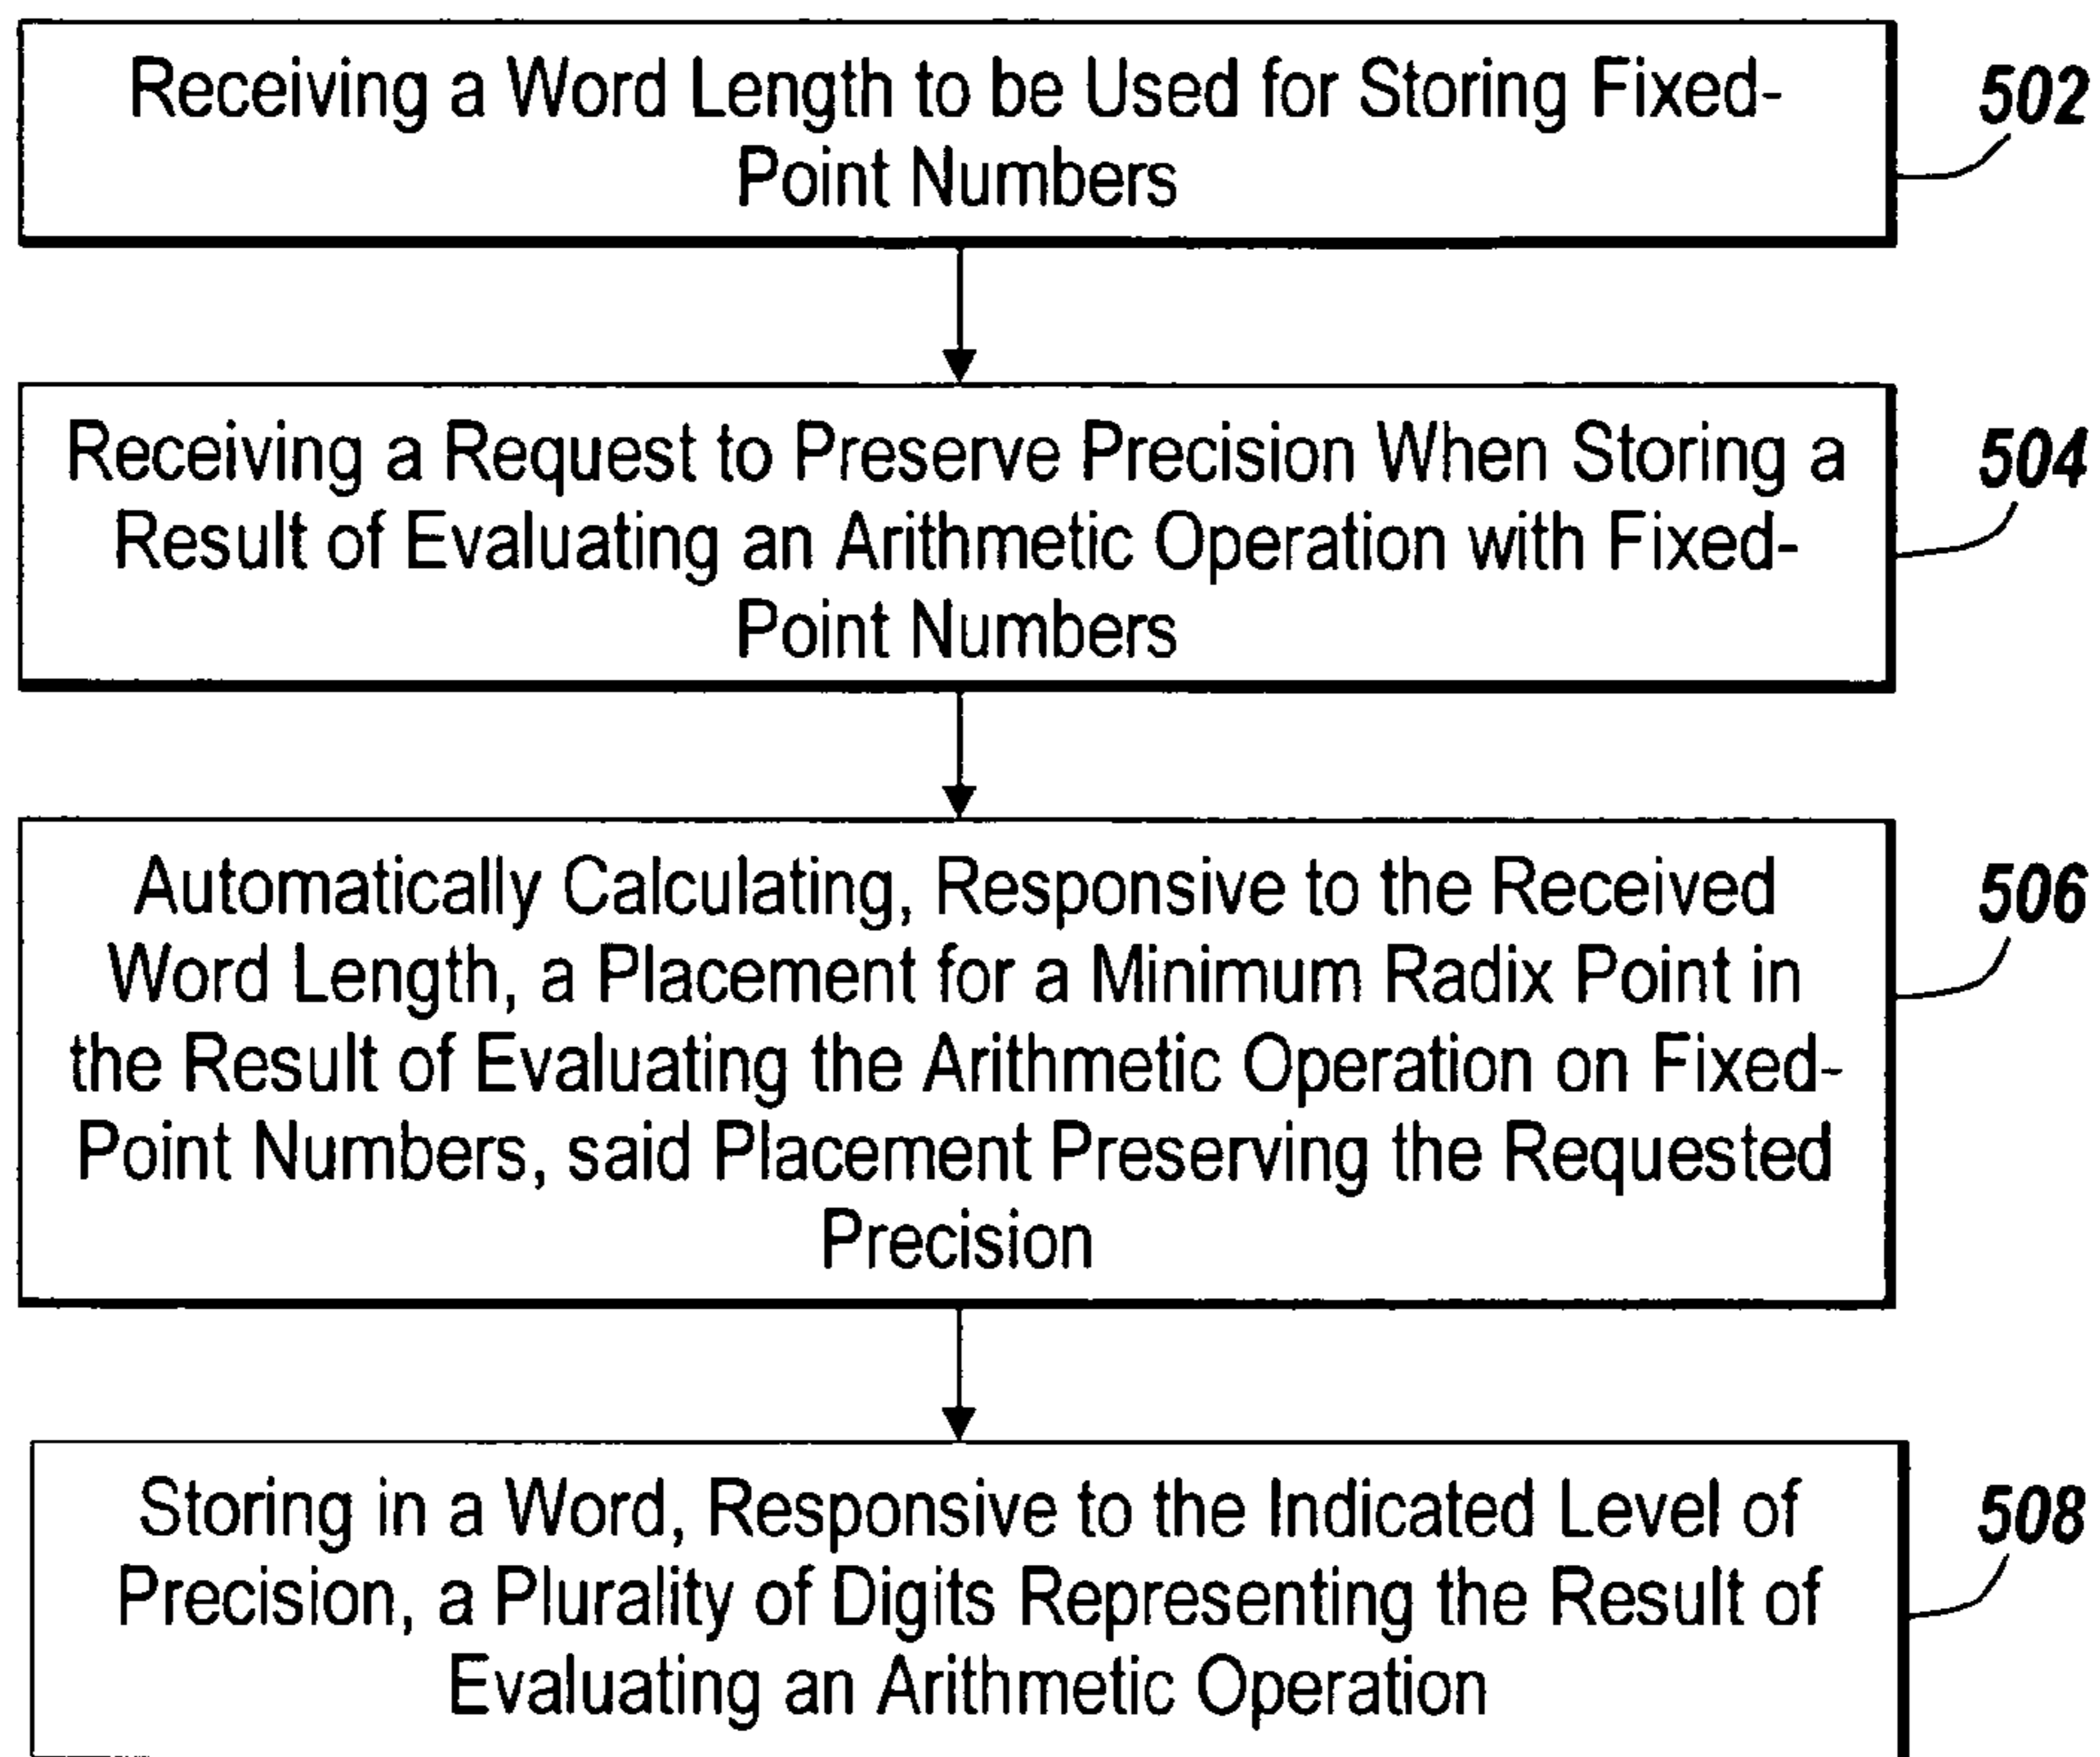 Receiving a Word Length to be Used for Storing Fixed-
Point Numbers
502
Receiving a Request to Preserve Precision When Storing a
Result of Evaluating an Arithmetic Operation with Fixed-
Point Numbers
504
Automatically Calculating, Responsive to the Received
Word Length, a Placement for a Minimum Radix Point in
the Result of Evaluating the Arithmetic Operation on Fixed-
Point Numbers, said Placement Preserving the Requested
Precision
506
Storing in a Word, Responsive to the Indicated Level of
Precision, a Plurality of Digits Representing the Result of
Evaluating an Arithmetic Operation
508